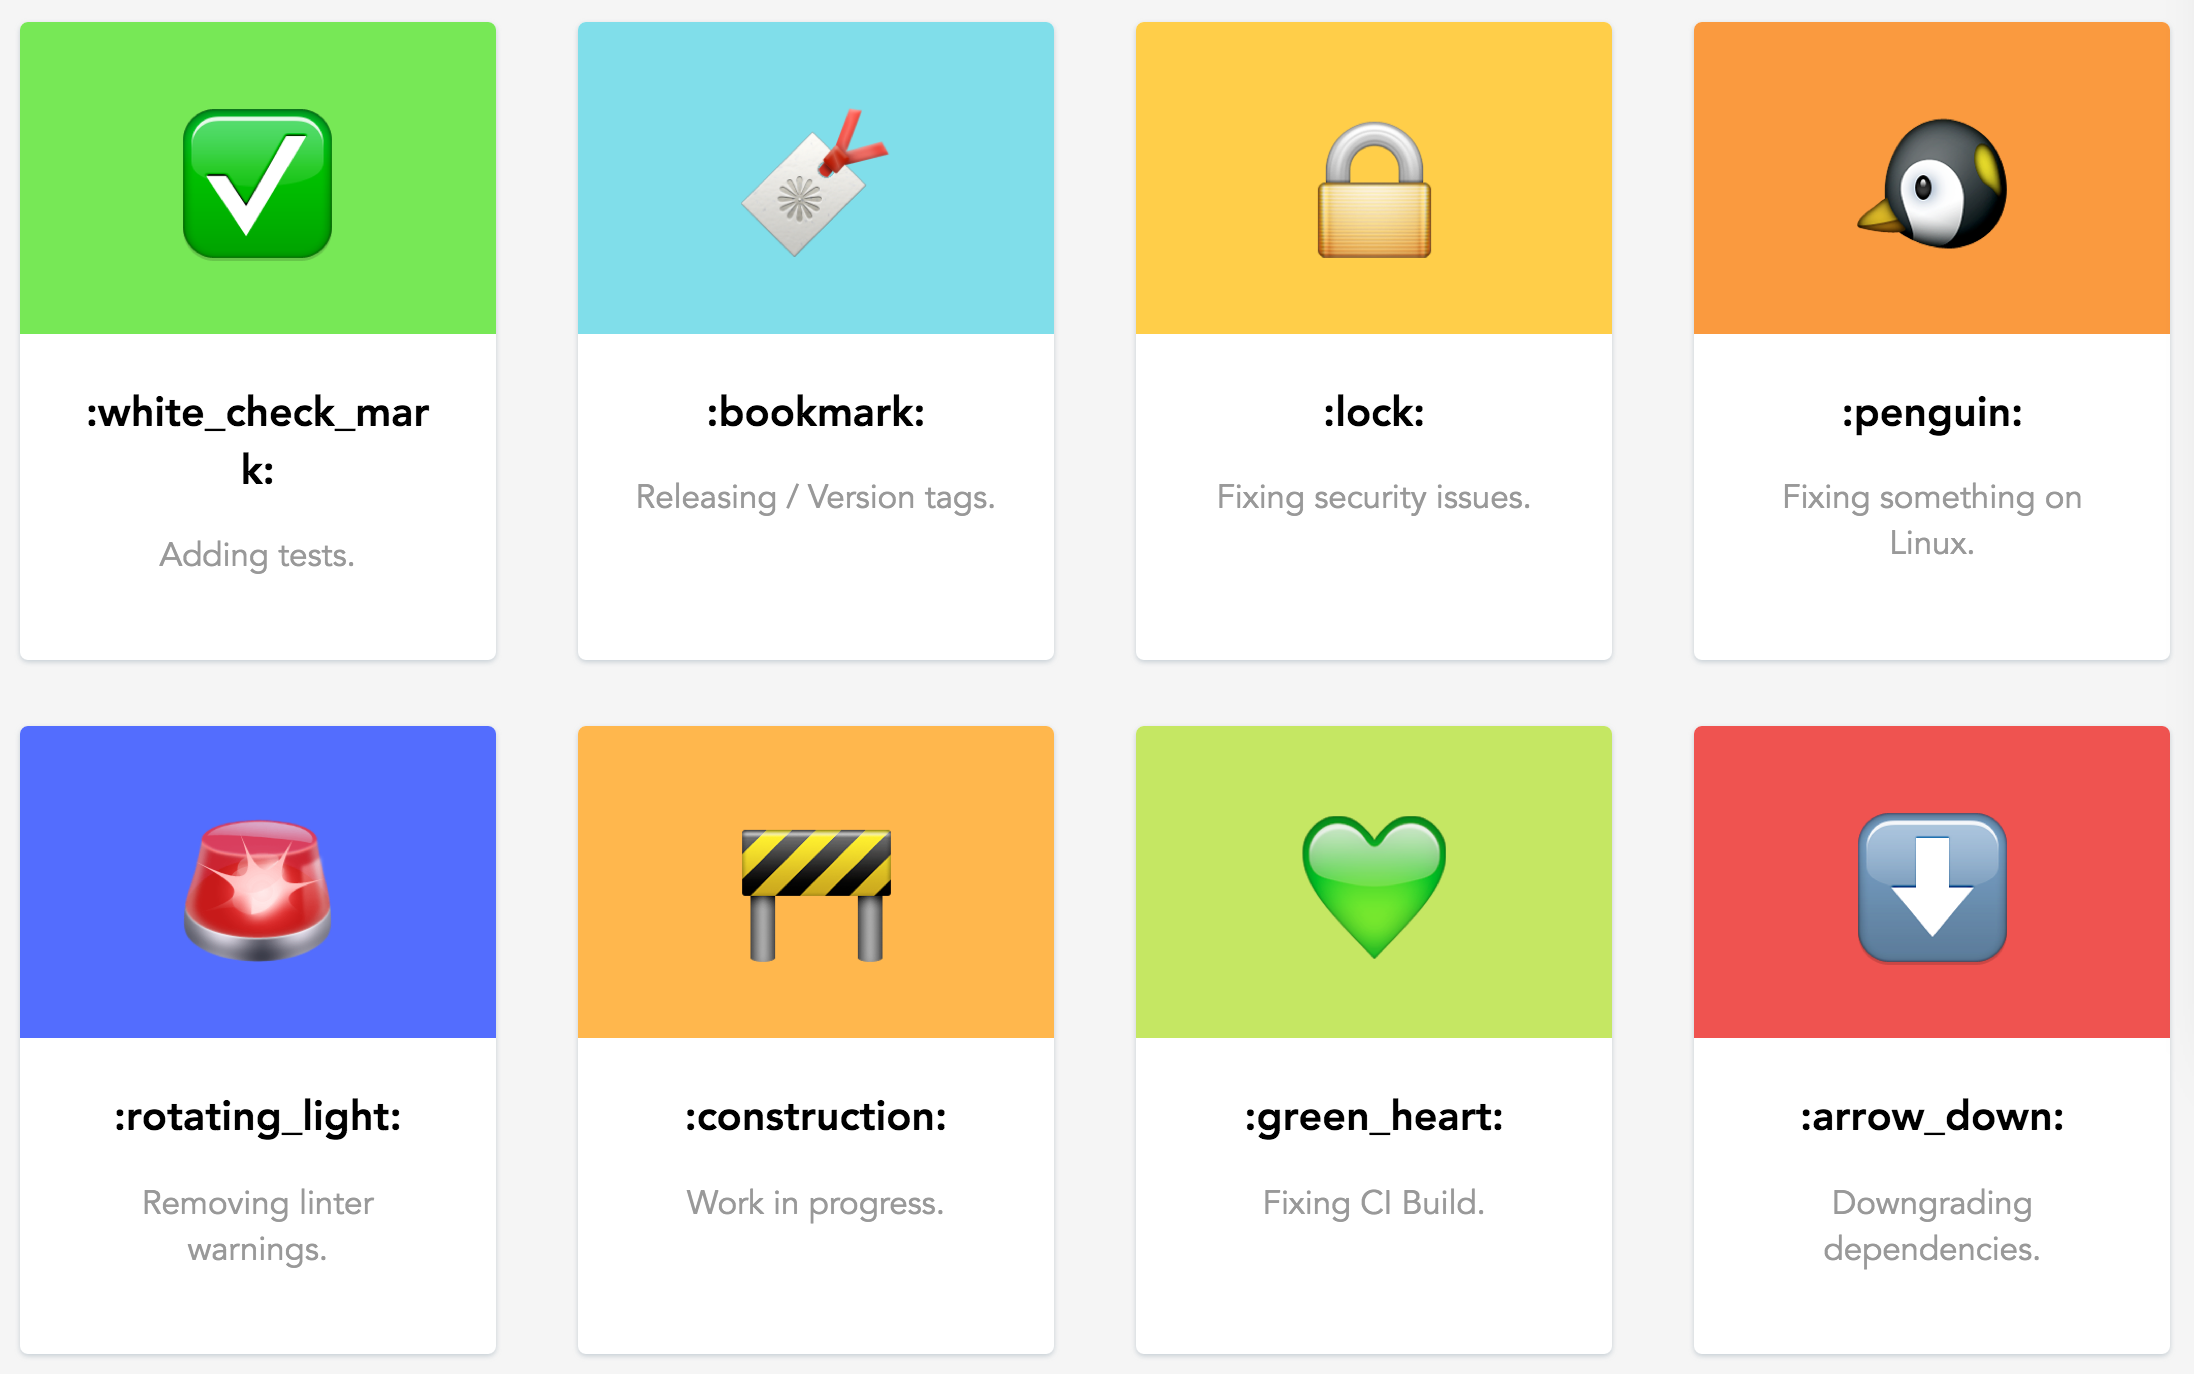 :white_check_mar
k:
Adding tests.
:bookmark:
Releasing / Version tags.
:lock:
Fixing security issues.
:penguin:
Fixing something on
Linux.
:rotating_light:
Removing linter
warnings.
:construction:
Work in progress.
:green_heart:
Fixing CI Build.
:arrow_down:
Downgrading
dependencies.